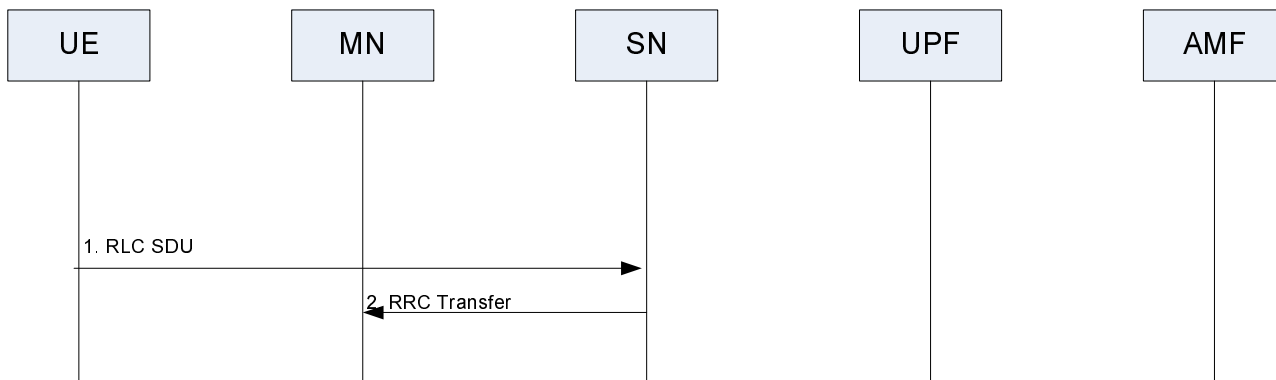 UE
MN
SN
UPF
AMF
1. RLC SDU
2. RRC Transfer